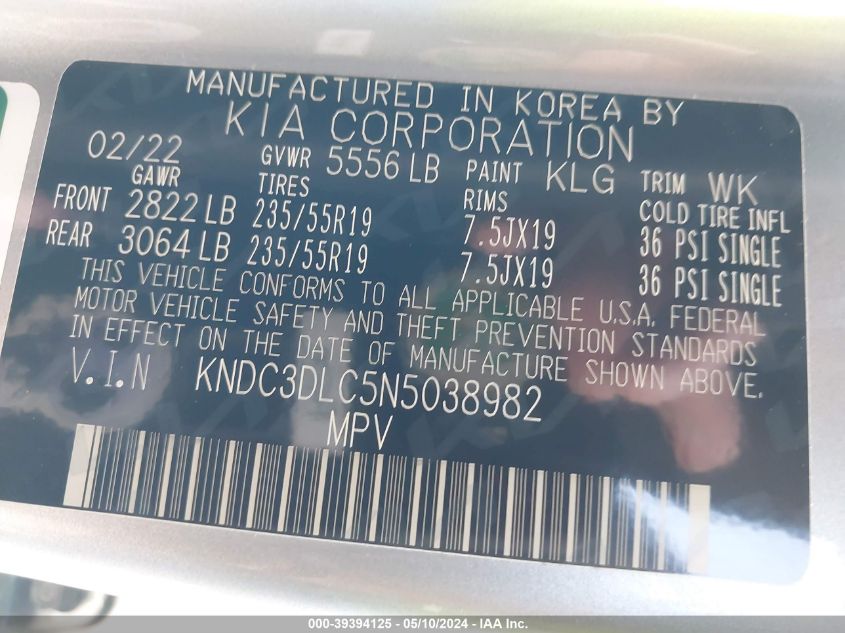 MANUFACTURED IN KOREA BY
KIA CORPORATION
02/22 GVWR 5556 LB PAINT KLG TRIM WK
GAWR TIRES RIMS COLD TIRE INFL
FRONT 2822 LB 235/55R19 7.5JX19 36 PSI SINGLE
REAR 3064 LB 235/55R19 7.5JX19 36 PSI SINGLE
THIS VEHICLE CONFORMS TO ALL APPLICABLE U.S.A. FEDERAL
MOTOR VEHICLE SAFETY AND THEFT PREVENTION STANDARDS
IN EFFECT ON THE DATE OF MANUFACTURE SHOWN ABOVE.
V.I.N KNDC3DLC5N5038982
MPV
000-39394125 - 05/10/2024 - IAA Inc.